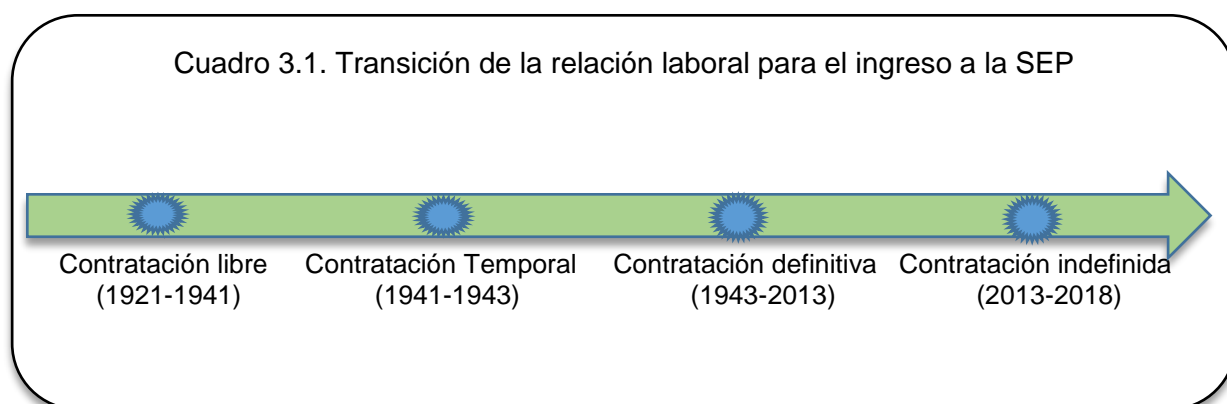 Cuadro 3.1. Transición de la relación laboral para el ingreso a la SEP
Contratación libre
(1921-1941)
Contratación Temporal
(1941-1943)
Contratación definitiva
(1943-2013)
Contratación indefinida
(2013-2018)